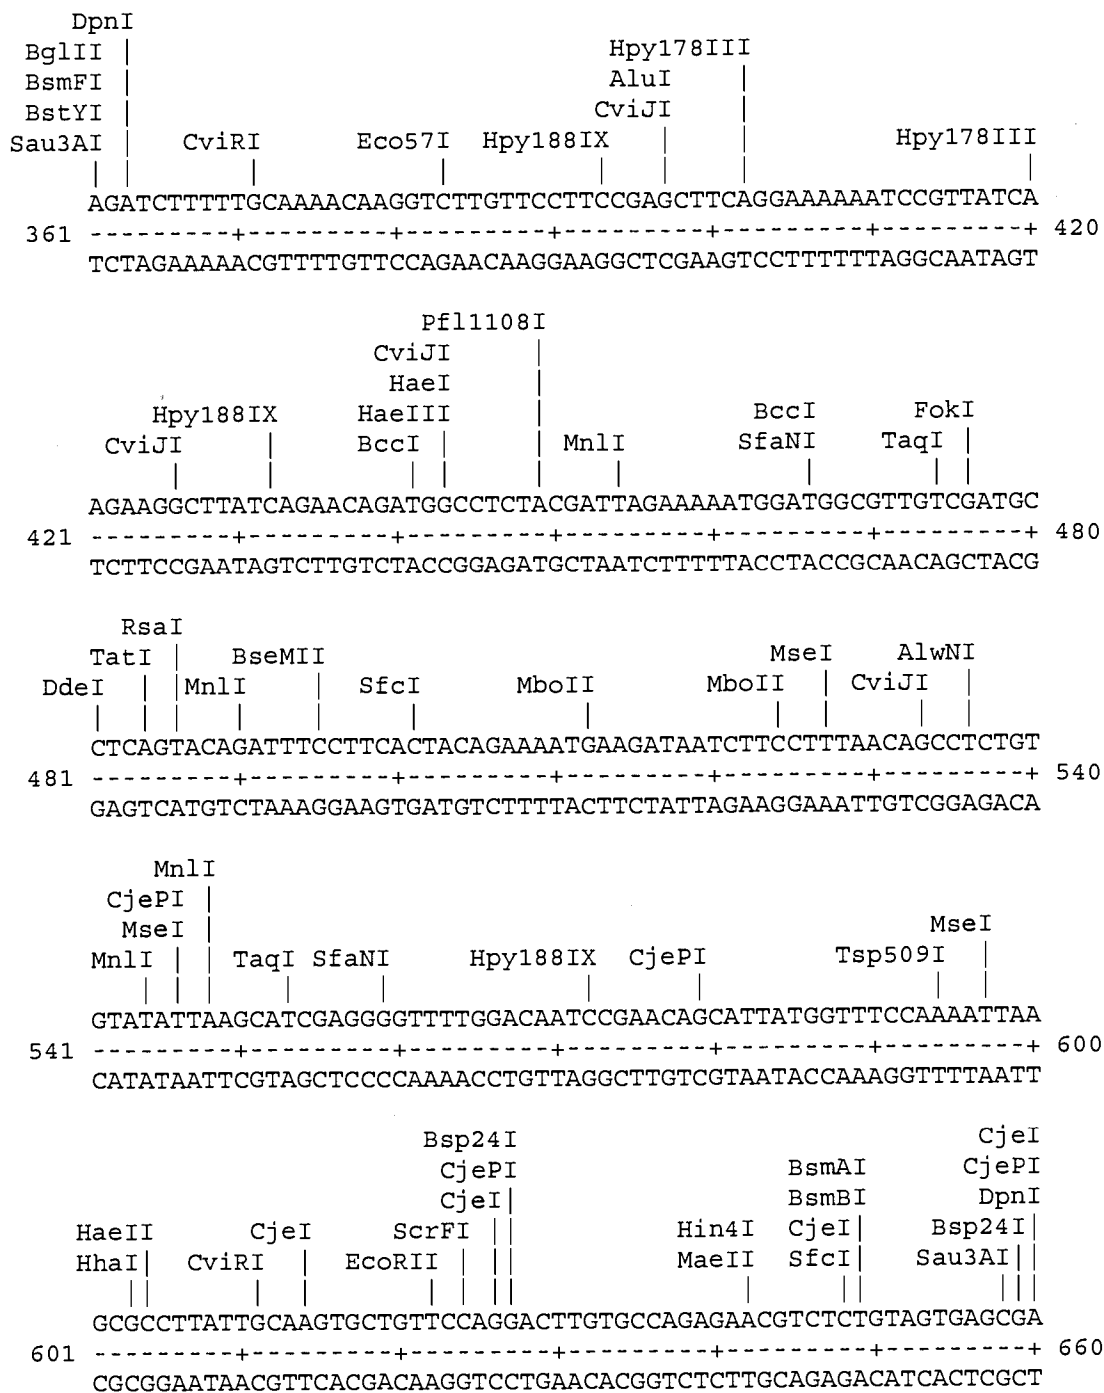 DpnI
BglII |
BsmFI | Hpy178III
BstYI | AluI |
Sau3AI | CviRI Eco57I Hpy188IX CviJI | Hpy178III
AGATCTTTTTGCAAAACAAGGTCTTGTTCCTTCCGAGCTTCAGGAAAAAAATCCGTTATCA
361 ---------+---------+---------+---------+---------+---------+ 420
TCTAGAAAAACGTTTTGTTCCAGAACAAGGAAGGCTCGAAGTCCTTTTTTTAGGCAATAGT
Pfl1108I
CviJI |
HaeI |
Hpy188IX HaeIII | BccI FokI
CviJI | BccI | | MnlI SfaNI TaqI |
AGAAGGCTTATCAGAACAGATGGCCTCTACGATTAGAAAAATGGATGGCGTTGTCGATGC
421 ---------+---------+---------+---------+---------+---------+ 480
TCTTCCGAATAGTCTTGTCTACCGGAGATGCTAATCTTTTTACCTACCGCAACAGCTACG
RsaI
TatI | BseMII MseI AlwNI
DdeI | |MnlI | SfcI MboII MboII | CviJI |
CTCAGTACAGATTTCCTTCACTACAGAAAATGAAGATAATCTTCCTTTAACAGCCTCTGT
481 ---------+---------+---------+---------+---------+---------+ 540
GAGTCATGTCTAAAGGAAGTGATGTCTTTTACTTCTATTAGAAGGAAATTGTCGGAGACA
MnlI
CjePI |
MseI | MseI
MnlI | | TaqI SfaNI Hpy188IX CjePI Tsp509I |
GTATATTAAGCATCGAGGGGTTTTGGACAATCCGAACAGCATTATGGTTTCCAAAATTAA
541 ---------+---------+---------+---------+---------+---------+ 600
CATATAATTCGTAGCTCCCCAAAACCTGTTAGGCTTGTCGTAATACCAAAGGTTTTAATT
Bsp24I CjeI
CjePI BsmAI CjePI
CjeI| BsmBI DpnI
HaeII CjeI ScrFI || Hin4I CjeI| Bsp24I|
HhaI| CviRI | EcoRII | || MaeII SfcI| Sau3AI||
GCGCCTTATTGCAAGTGCTGTTCCAGGACTTGTGCCAGAGAACGTCTCTGTAGTGAGCGA
601 ---------+---------+---------+---------+---------+---------+ 660
CGCGGAATAACGTTCACGACAAGGTCCTGAACACGGTCTCTTGCAGAGACATCACTCGCT